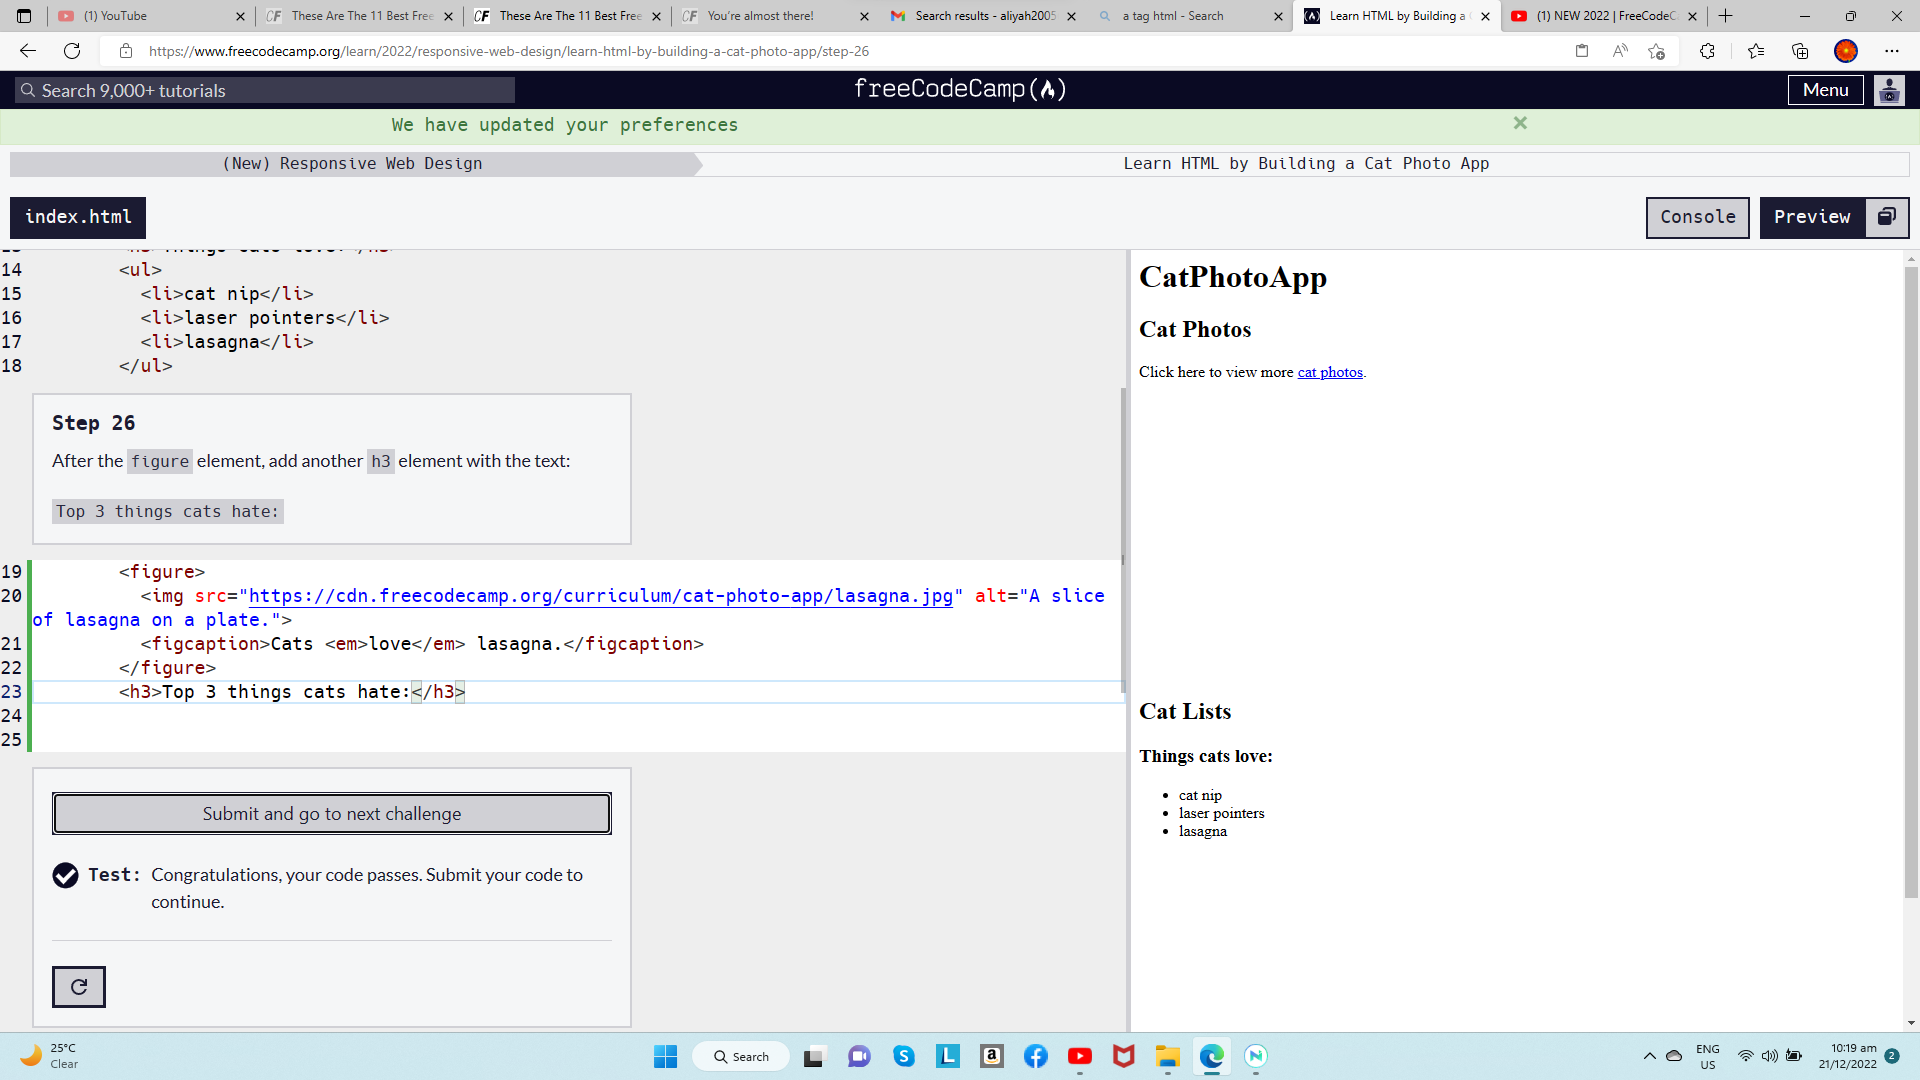 (1) YouTube
These Are The 11 Best Free
These Are The 11 Best Free
You're almost there!
Search results - aliyah2005
a tag html - Search
Learn HTML by Building a
(1) NEW 2022 | FreeCodeC
https://www.freecodecamp.org/learn/2022/responsive-web-design/learn-html-by-building-a-cat-photo-app/step-26
Search 9,000+ tutorials
freeCodeCamp
Menu
We have updated your preferences
(New) Responsive Web Design
Learn HTML by Building a Cat Photo App
index.html
Console
Preview
14 <ul>
15 <li>cat nip</li>
16 <li>laser pointers</li>
17 <li>lasagna</li>
18 </ul>
Step 26
After the figure element, add another h3 element with the text:
Top 3 things cats hate:
19 <figure>
20 <img src="https://cdn.freecodecamp.org/curriculum/cat-photo-app/lasagna.jpg" alt="A slice
of lasagna on a plate.">
21 <figcaption>Cats <em>love</em> lasagna.</figcaption>
22 </figure>
23 <h3>Top 3 things cats hate:</h3>
24
25
Submit and go to next challenge
Test: Congratulations, your code passes. Submit your code to
continue.
CatPhotoApp
Cat Photos
Click here to view more cat photos.
Cat Lists
Things cats love:
• cat nip
• laser pointers
• lasagna
25°C
Clear
Search
ENG
US
10:19 am
21/12/2022
2